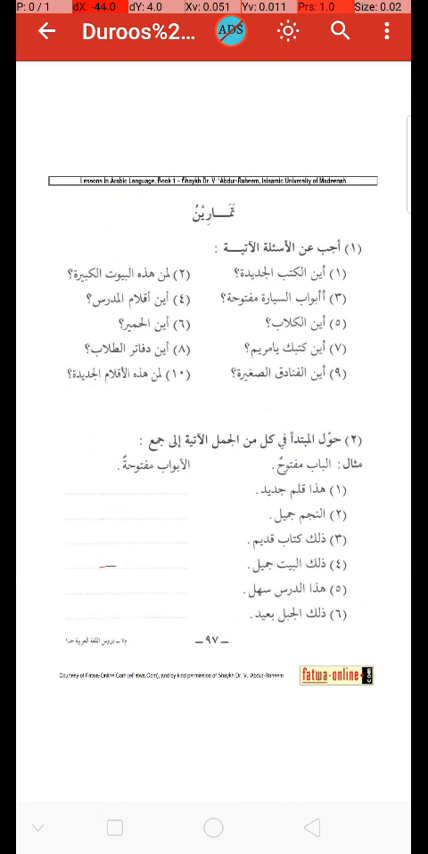 P: 0 / 1 dX: -44.0 dY: 4.0 Xv: 0.051 Yv: 0.011 Prs: 1.0 Size: 0.02
Duroos%2... ADS
Lessons in Arabic Language, Book 1 – Shaykh Dr. V. 'Abdur-Raheem, Islamic University of Madeenah
تَمَـــارِيْنُ
(١) أجب عن الأسئلة الآتيـــة :
(١) أين الكتب الجديدة؟ (٢) لمن هذه البيوت الكبيرة؟
(٣) أأبواب السيارة مفتوحة؟ (٤) أين أقلام المدرس؟
(٥) أين الكلاب؟ (٦) أين الحمير؟
(٧) أين كتبك يامريم؟ (٨) أين دفاتر الطلاب؟
(٩) أين الفنادق الصغيرة؟ (١٠) لمن هذه الأقلام الجديدة؟
(٢) حوّل المبتدأ في كل من الجمل الآتية إلى جمع :
مثال: الباب مفتوحٌ. الأبواب مفتوحةٌ.
(١) هذا قلم جديد.
(٢) النجم جميل.
(٣) ذلك كتاب قديم.
(٤) ذلك البيت جميل.
(٥) هذا الدرس سهل.
(٦) ذلك الجبل بعيد.
– ٩٧ –
دروس اللغة العربية
Courtesy of Fatwa-Online.Com (eFatwa.Com), and by kind permission of Shaykh Dr. V. 'Abdur-Raheem
fatwa-online.com